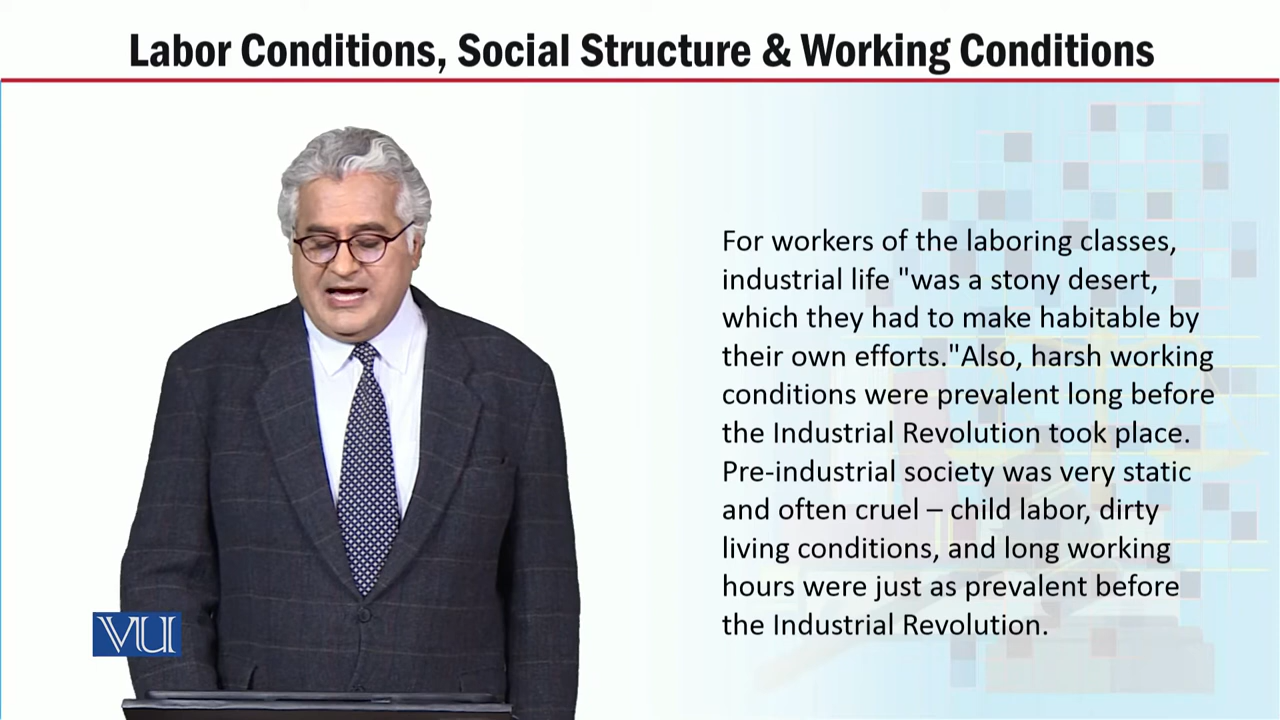 Labor Conditions, Social Structure & Working Conditions
For workers of the laboring classes,
industrial life "was a stony desert,
which they had to make habitable by
their own efforts."Also, harsh working
conditions were prevalent long before
the Industrial Revolution took place.
Pre-industrial society was very static
and often cruel – child labor, dirty
living conditions, and long working
hours were just as prevalent before
the Industrial Revolution.
VU